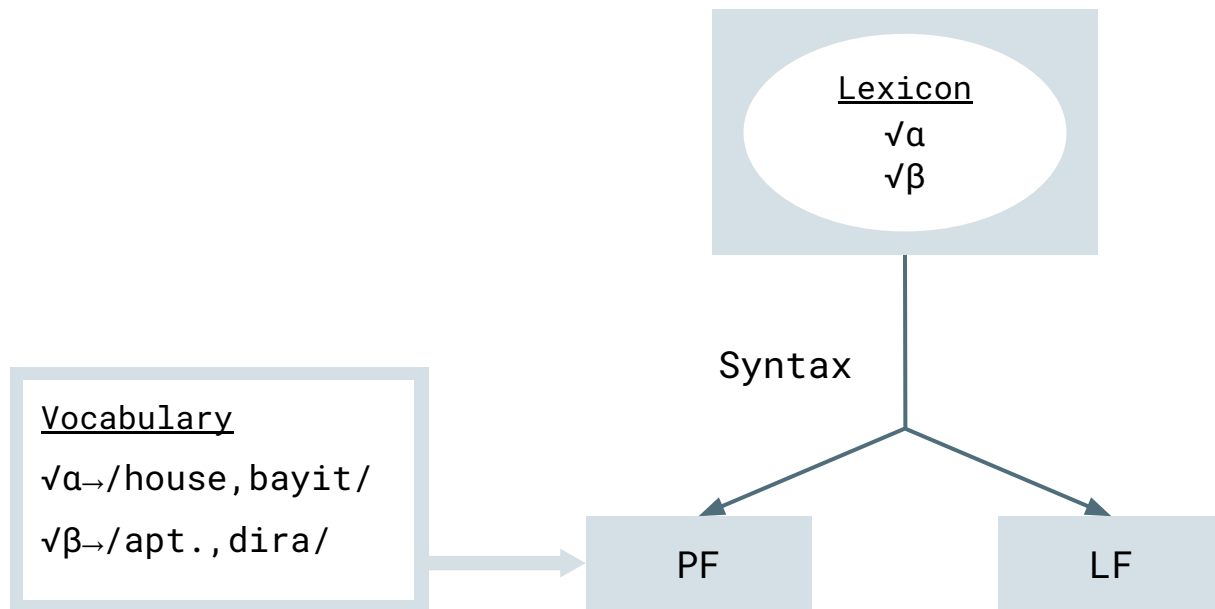 Lexicon
√α
√β
Syntax
Vocabulary
√α→/house,bayit/
√β→/apt.,dira/
PF
LF